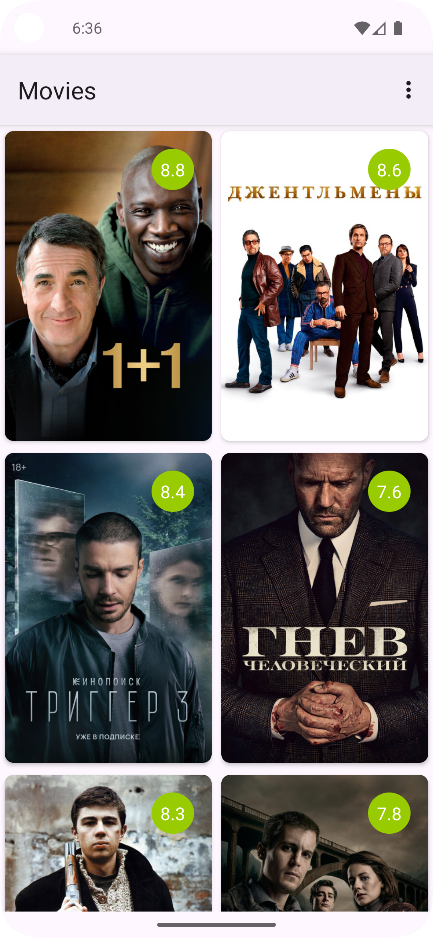 6:36
Movies
8.8
1+1
8.6
ДЖЕНТЛЬМЕНЫ
18+
8.4
КИНОПОИСК
ТРИГГЕР 3
УЖЕ В ПОДПИСКЕ
7.6
ГНЕВ
ЧЕЛОВЕЧЕСКИЙ
8.3
7.8